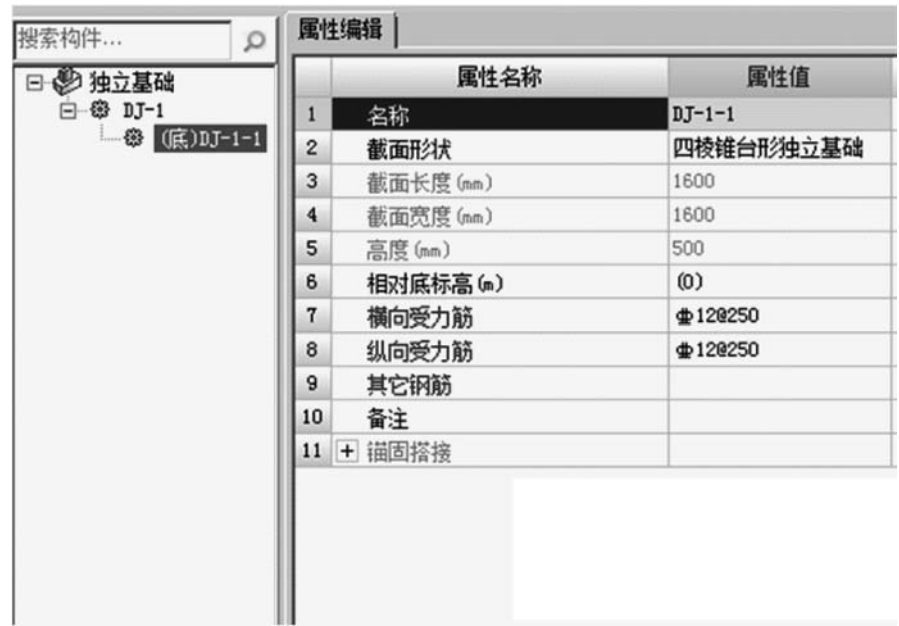 搜索构件...
独立基础
DJ-1
(底)DJ-1-1
属性编辑
属性名称 属性值
1 名称 DJ-1-1
2 截面形状 四棱锥台形独立基础
3 截面长度(mm) 1600
4 截面宽度(mm) 1600
5 高度(mm) 500
6 相对底标高(m) (0)
7 横向受力筋 ⌽12@250
8 纵向受力筋 ⌽12@250
9 其它钢筋
10 备注
11 + 锚固搭接